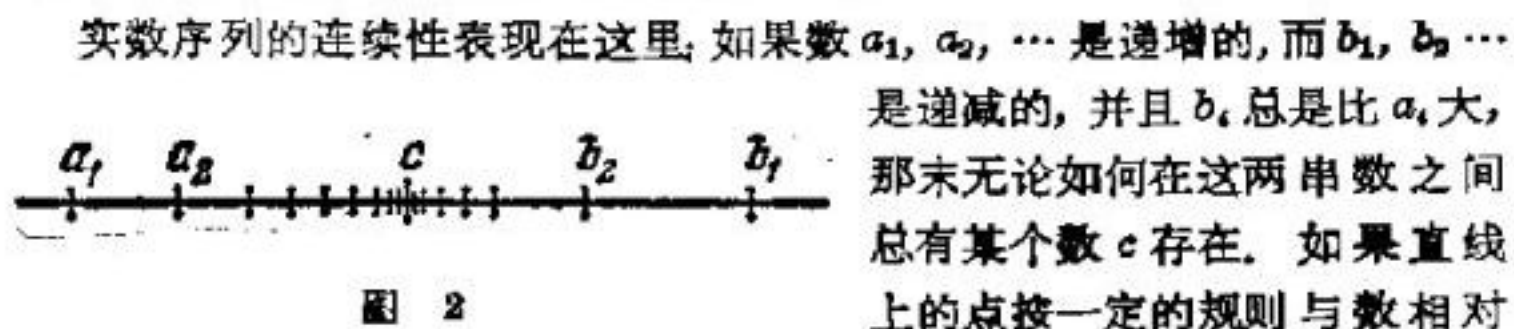 实数序列的连续性表现在这里; 如果数 a₁, a₂, … 是递增的, 而 b₁, b₂ …
是递减的, 并且 bᵢ 总是比 aᵢ 大,
那末无论如何在这两串数之间
总有某个数 c 存在. 如果直线
上的点按一定的规则与数相对
a₁ a₂ c b₂ b₁
图 2